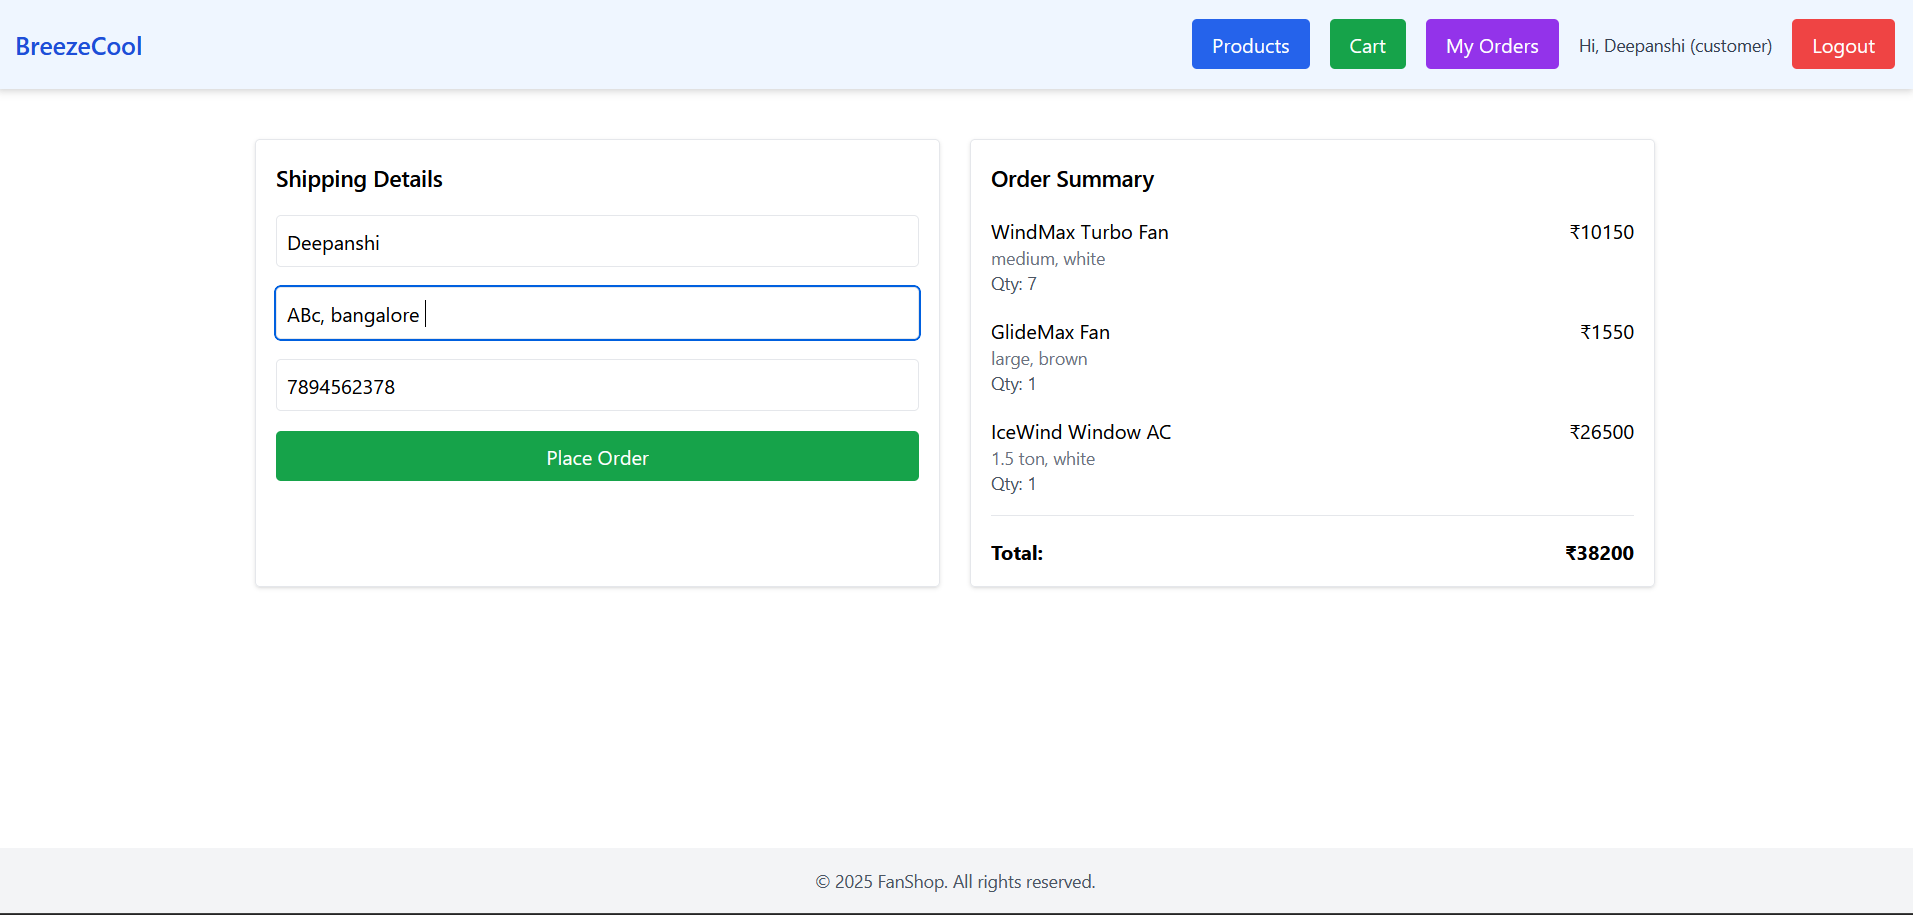 BreezeCool
Products
Cart
My Orders
Hi, Deepanshi (customer)
Logout
Shipping Details
Deepanshi
ABc, bangalore
7894562378
Place Order
Order Summary
WindMax Turbo Fan ₹10150
medium, white
Qty: 7
GlideMax Fan ₹1550
large, brown
Qty: 1
IceWind Window AC ₹26500
1.5 ton, white
Qty: 1
Total: ₹38200
© 2025 FanShop. All rights reserved.